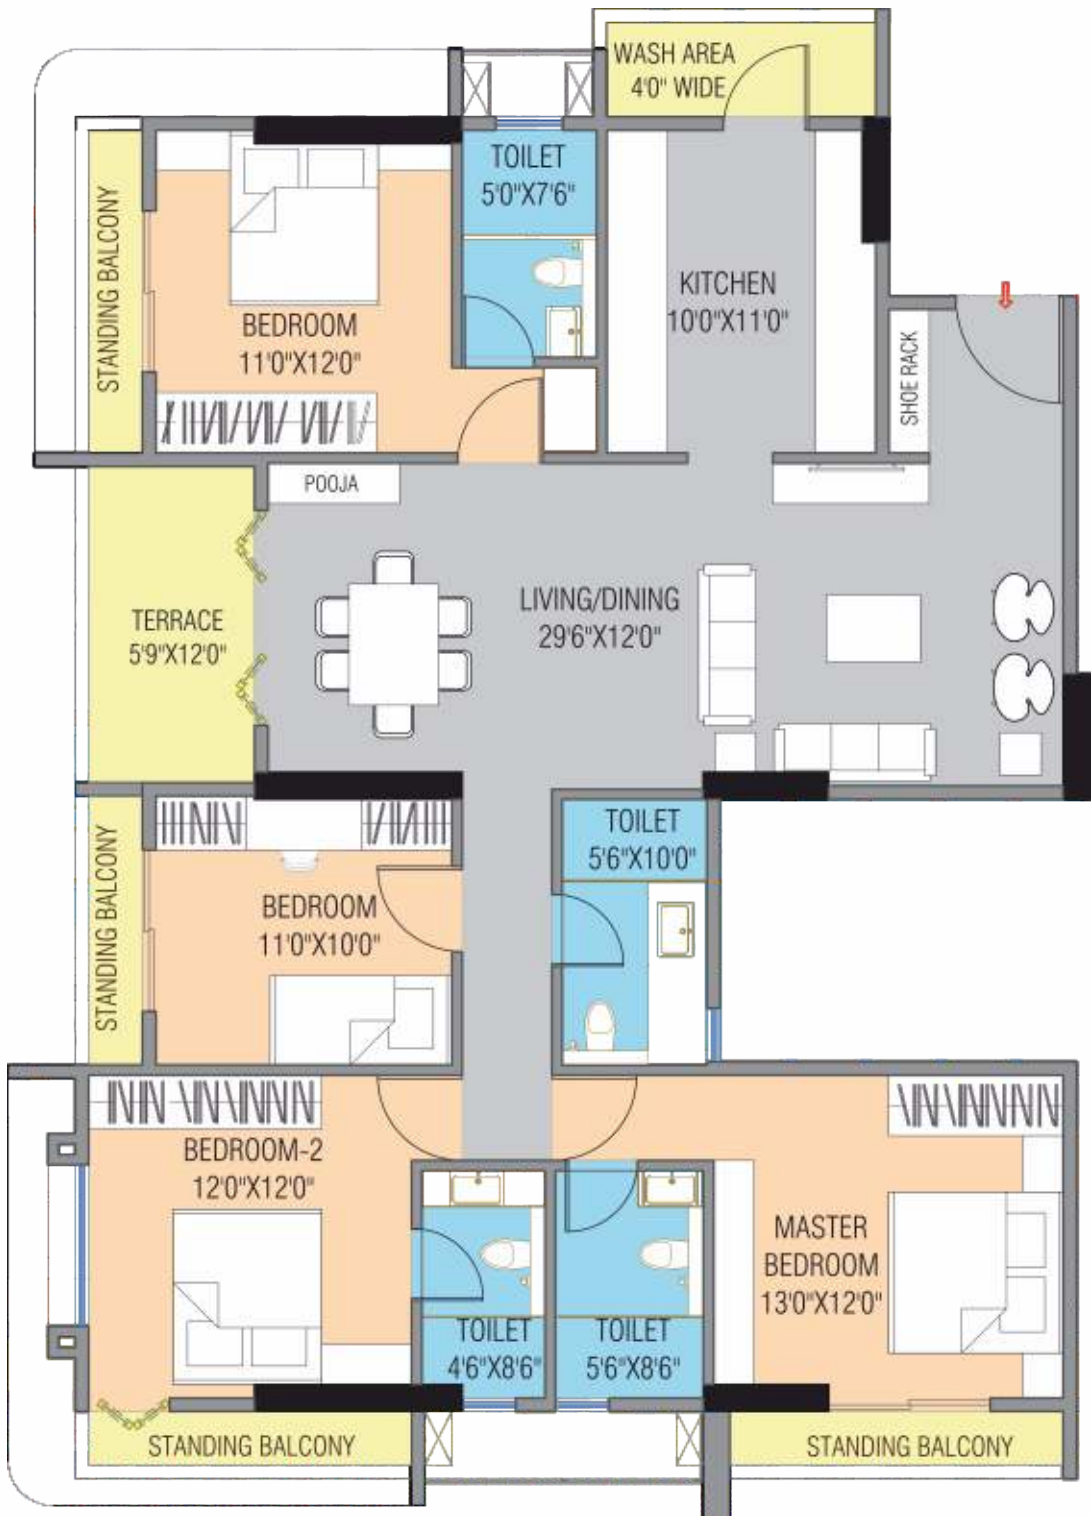 WASH AREA
4'0" WIDE
TOILET
5'0"X7'6"
STANDING BALCONY
BEDROOM
11'0"X12'0"
KITCHEN
10'0"X11'0"
SHOE RACK
POOJA
TERRACE
5'9"X12'0"
LIVING/DINING
29'6"X12'0"
STANDING BALCONY
BEDROOM
11'0"X10'0"
TOILET
5'6"X10'0"
BEDROOM-2
12'0"X12'0"
MASTER
BEDROOM
13'0"X12'0"
TOILET
4'6"X8'6"
TOILET
5'6"X8'6"
STANDING BALCONY
STANDING BALCONY